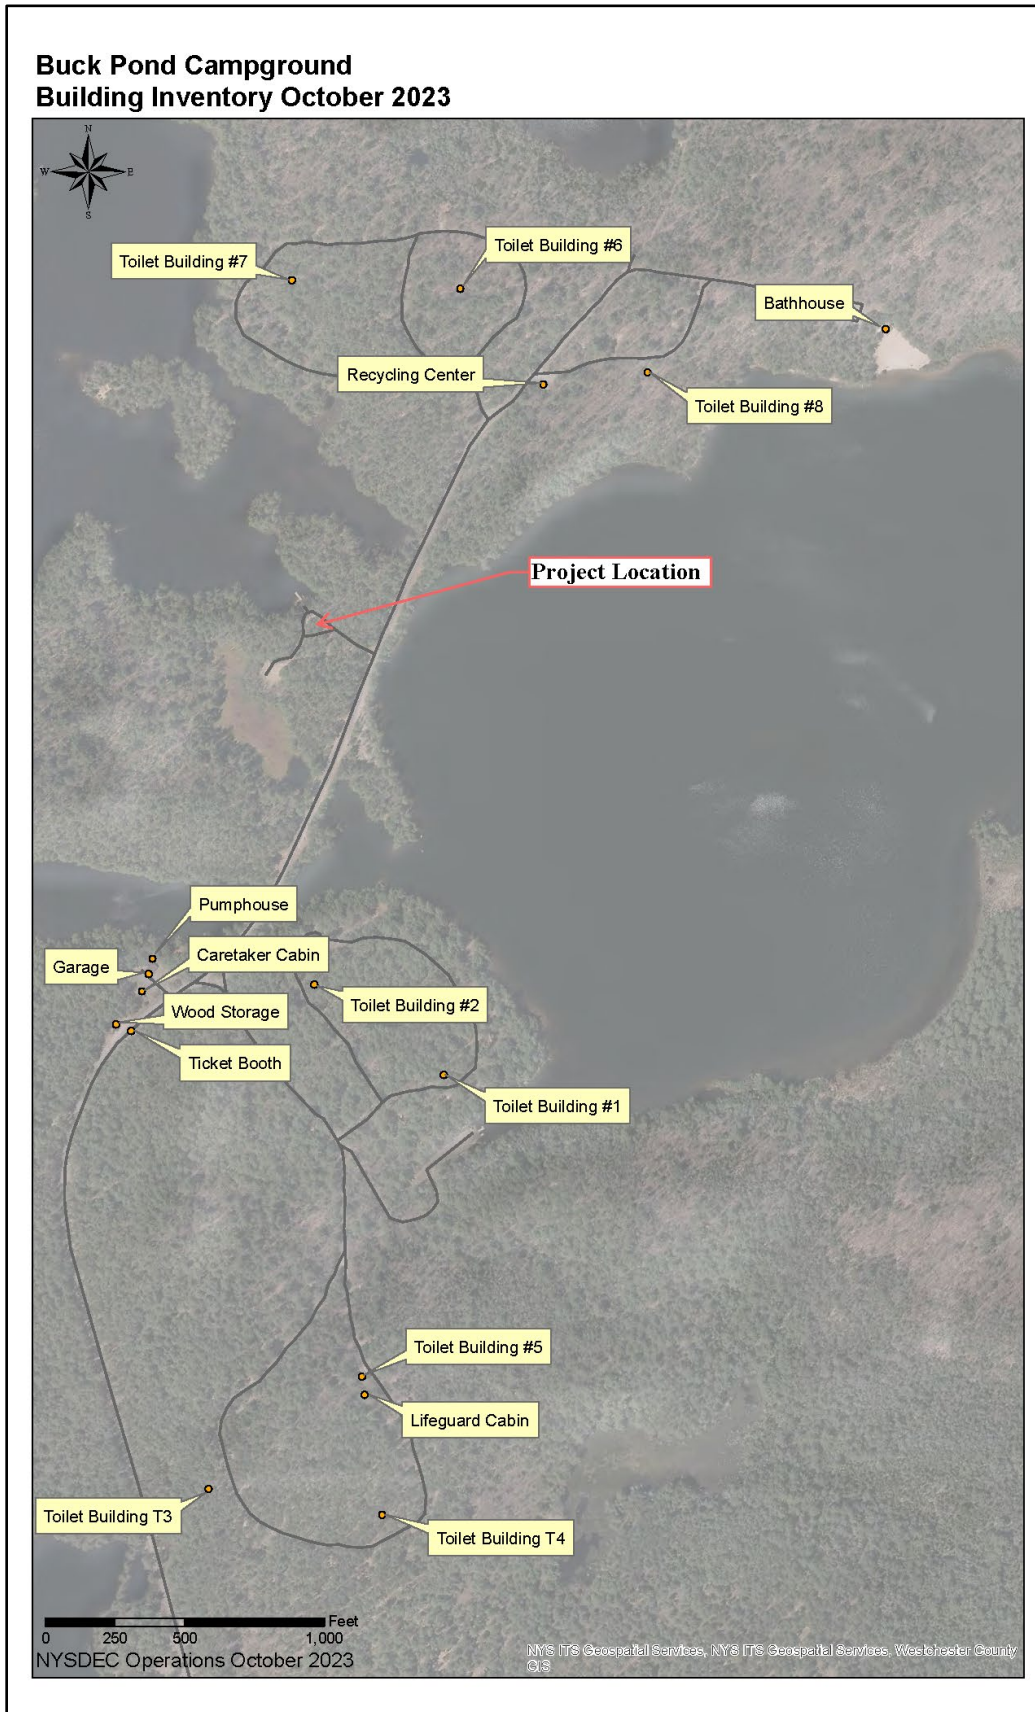 Buck Pond Campground
Building Inventory October 2023
N
W
E
S
Toilet Building #7
Toilet Building #6
Bathhouse
Recycling Center
Toilet Building #8
Project Location
Pumphouse
Garage
Caretaker Cabin
Wood Storage
Toilet Building #2
Ticket Booth
Toilet Building #1
Toilet Building #5
Lifeguard Cabin
Toilet Building T3
Toilet Building T4
Feet
0 250 500 1,000
NYSDEC Operations October 2023
NYS ITS Geospatial Services, NYS ITS Geospatial Services, Westchester County
GIS